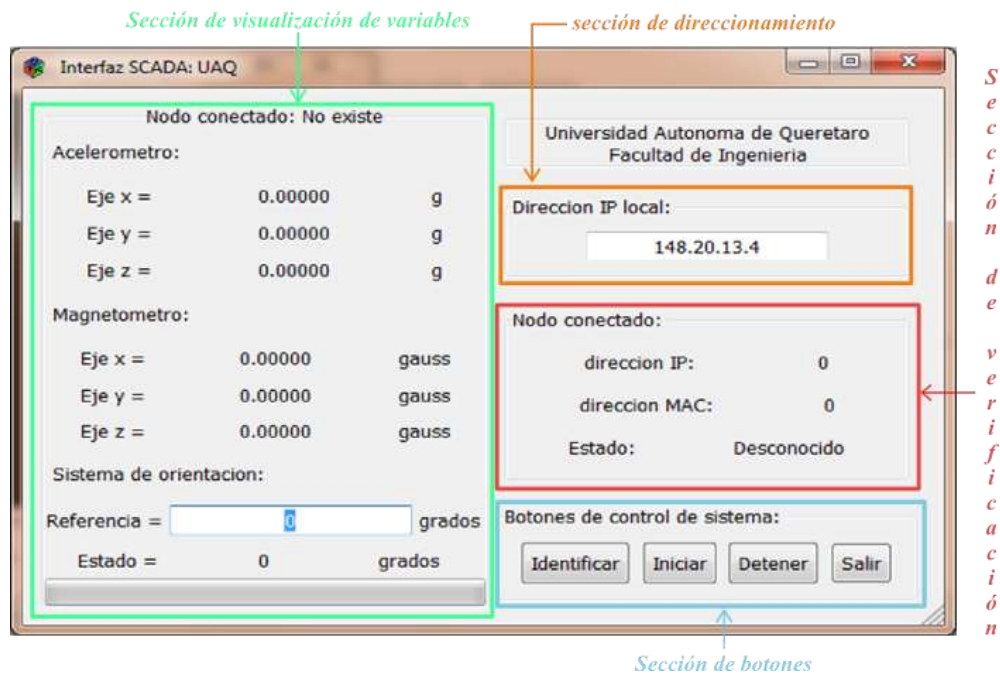 Sección de visualización de variables
sección de direccionamiento
Interfaz SCADA: UAQ
Nodo conectado: No existe
Acelerometro:
Eje x = 0.00000 g
Eje y = 0.00000 g
Eje z = 0.00000 g
Magnetometro:
Eje x = 0.00000 gauss
Eje y = 0.00000 gauss
Eje z = 0.00000 gauss
Sistema de orientacion:
Referencia = 0 grados
Estado = 0 grados
Universidad Autonoma de Queretaro
Facultad de Ingenieria
Direccion IP local:
148.20.13.4
Nodo conectado:
direccion IP: 0
direccion MAC: 0
Estado: Desconocido
Botones de control de sistema:
Identificar Iniciar Detener Salir
Sección de verificación
Sección de botones